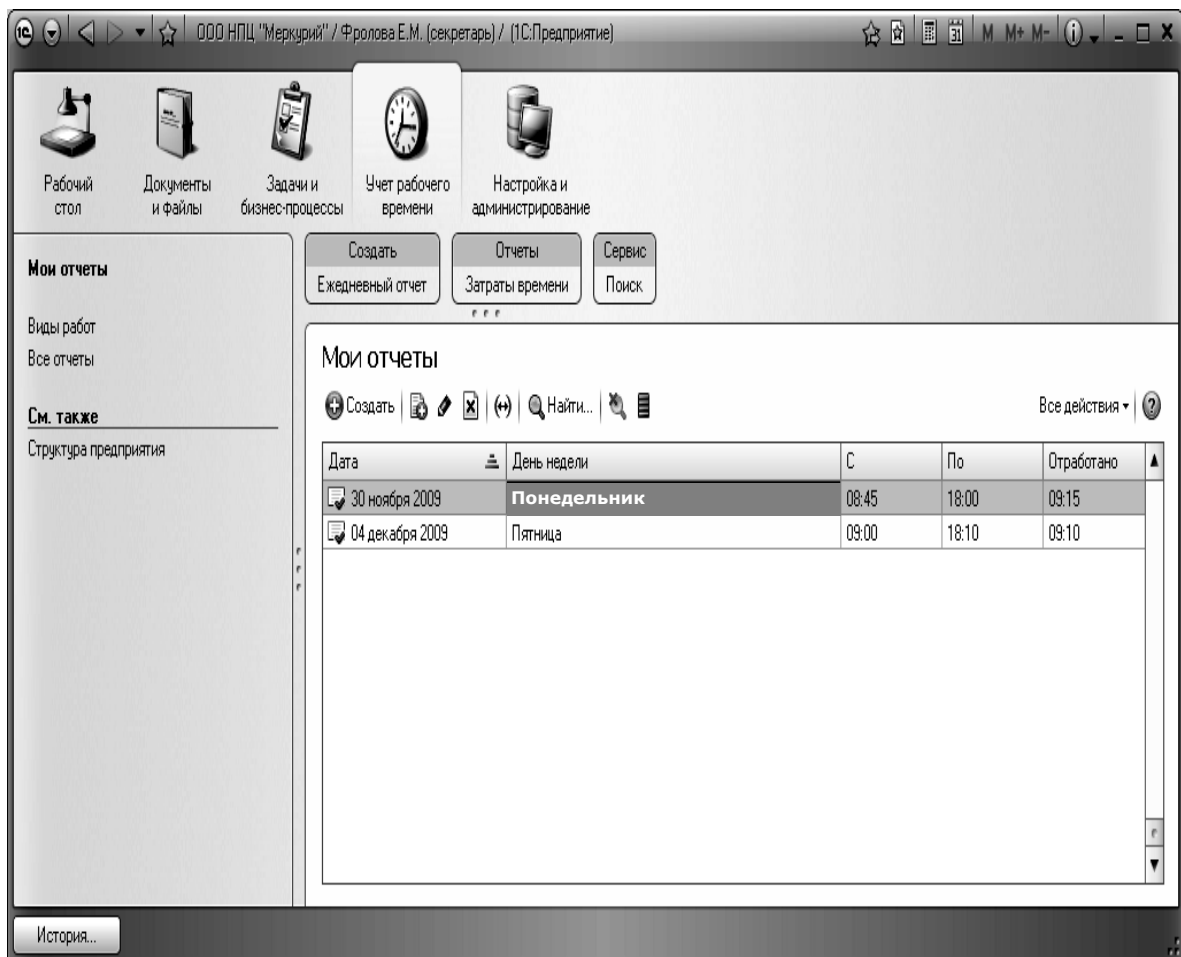 1С ООО НПЦ "Меркурий" / Фролова Е.М. (секретарь) / (1С:Предприятие) 31 M M+ M-
Рабочий стол
Документы и файлы
Задачи и бизнес-процессы
Учет рабочего времени
Настройка и администрирование
Мои отчеты
Виды работ
Все отчеты
См. также
Структура предприятия
Создать
Ежедневный отчет
Отчеты
Затраты времени
Сервис
Поиск
Мои отчеты
Создать Найти... Все действия
Дата День недели С По Отработано
30 ноября 2009 Понедельник 08:45 18:00 09:15
04 декабря 2009 Пятница 09:00 18:10 09:10
История...